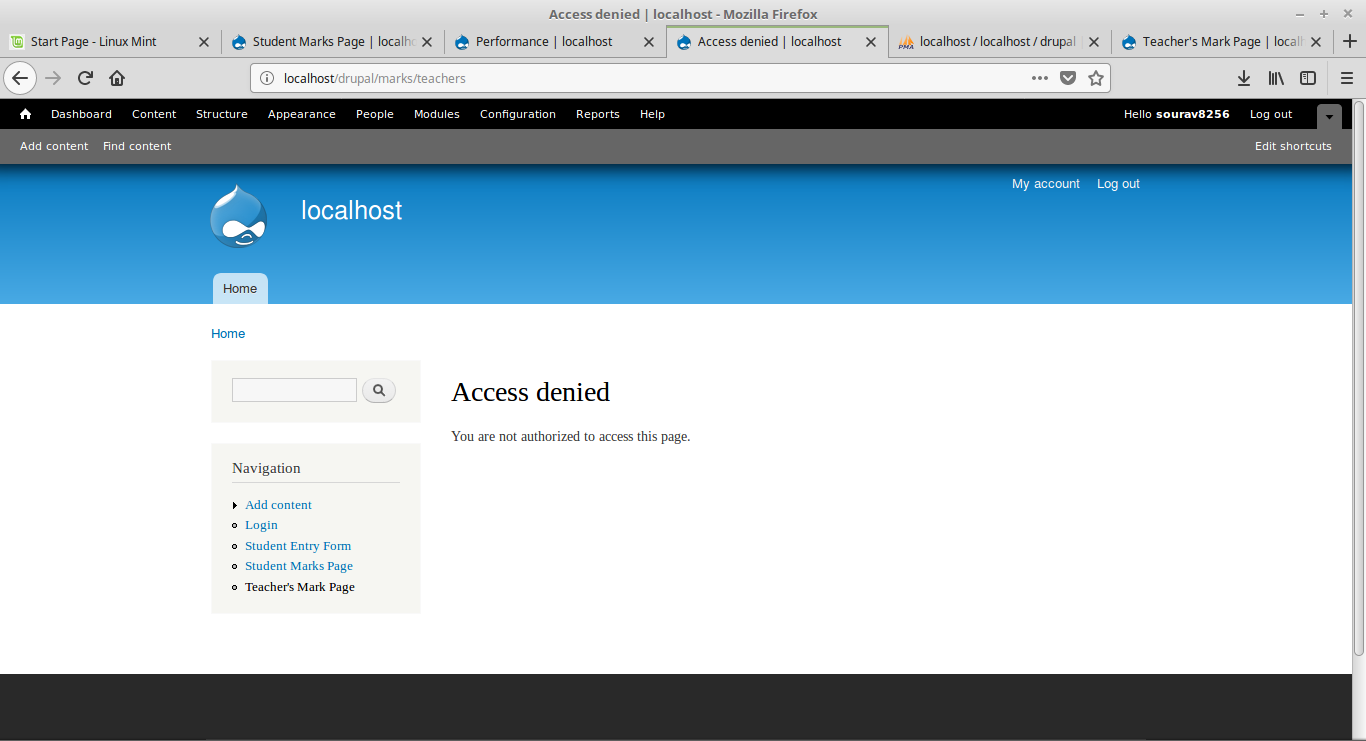 Access denied | localhost - Mozilla Firefox
Start Page - Linux Mint
Student Marks Page | localho
Performance | localhost
Access denied | localhost
localhost / localhost / drupal
Teacher's Mark Page | local
localhost/drupal/marks/teachers
Dashboard Content Structure Appearance People Modules Configuration Reports Help Hello sourav8256 Log out
Add content Find content Edit shortcuts
My account Log out
localhost
Home
Home
Access denied
You are not authorized to access this page.
Navigation
Add content
Login
Student Entry Form
Student Marks Page
Teacher's Mark Page